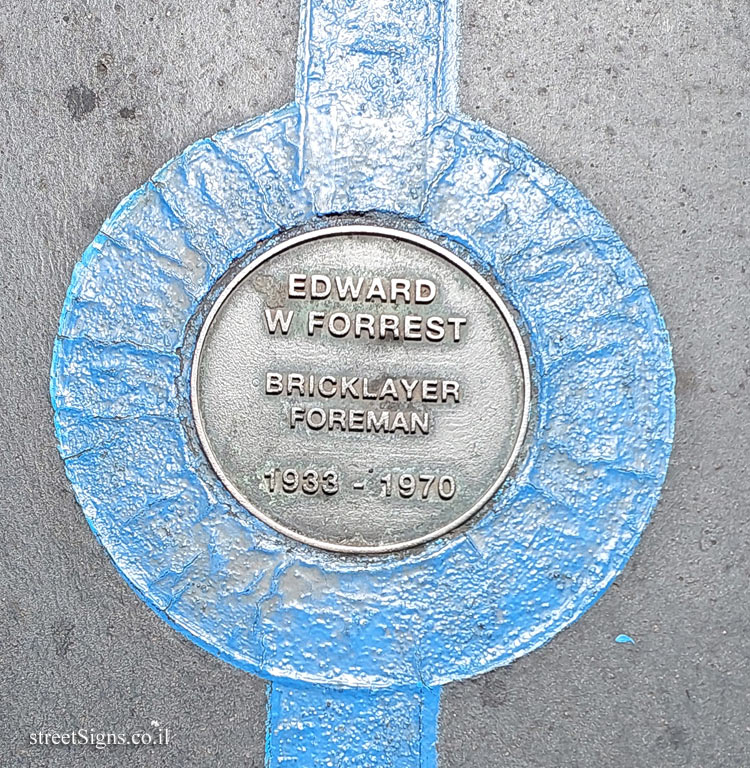 EDWARD
W FORREST
BRICKLAYER
FOREMAN
1933 - 1970
streetSigns.co.il